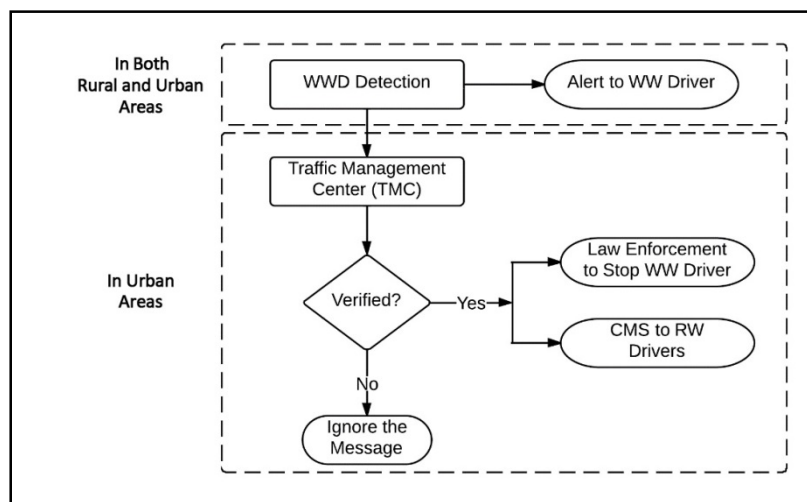 In Both
Rural and Urban
Areas
WWD Detection
Alert to WW Driver
Traffic Management
Center (TMC)
In Urban
Areas
Verified?
Yes
Law Enforcement
to Stop WW Driver
CMS to RW
Drivers
No
Ignore the
Message